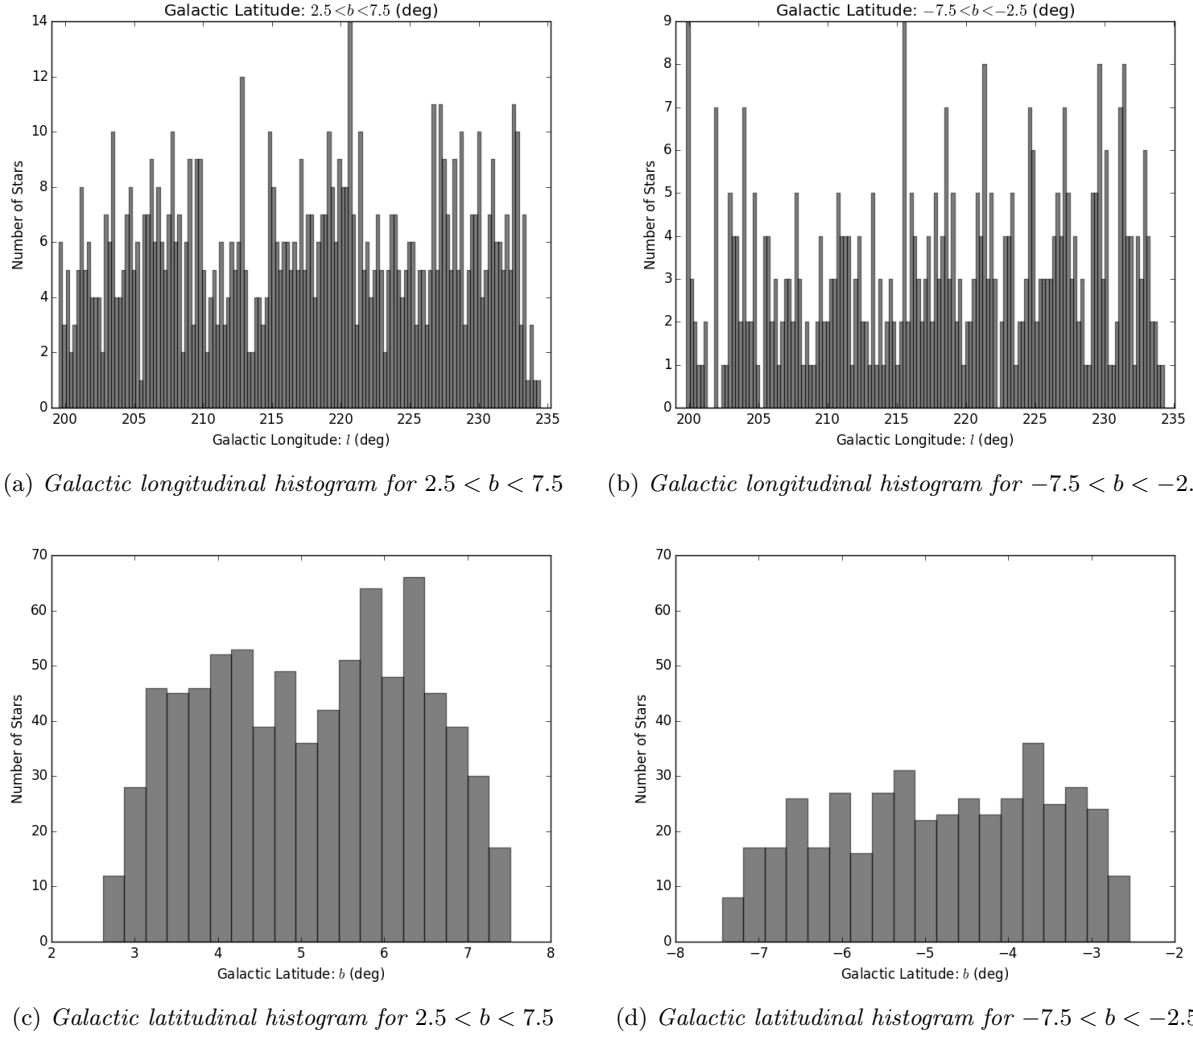 Galactic Latitude: 2.5<b<7.5 (deg)
14
12
10
8
6
4
2
0
Number of Stars
200 205 210 215 220 225 230 235
Galactic Longitude: l (deg)
(a) Galactic longitudinal histogram for 2.5 < b < 7.5
Galactic Latitude: −7.5<b<−2.5 (deg)
9
8
7
6
5
4
3
2
1
0
Number of Stars
200 205 210 215 220 225 230 235
Galactic Longitude: l (deg)
(b) Galactic longitudinal histogram for −7.5 < b < −2.
70
60
50
40
30
20
10
0
Number of Stars
2 3 4 5 6 7 8
Galactic Latitude: b (deg)
(c) Galactic latitudinal histogram for 2.5 < b < 7.5
70
60
50
40
30
20
10
0
Number of Stars
−8 −7 −6 −5 −4 −3 −2
Galactic Latitude: b (deg)
(d) Galactic latitudinal histogram for −7.5 < b < −2.5